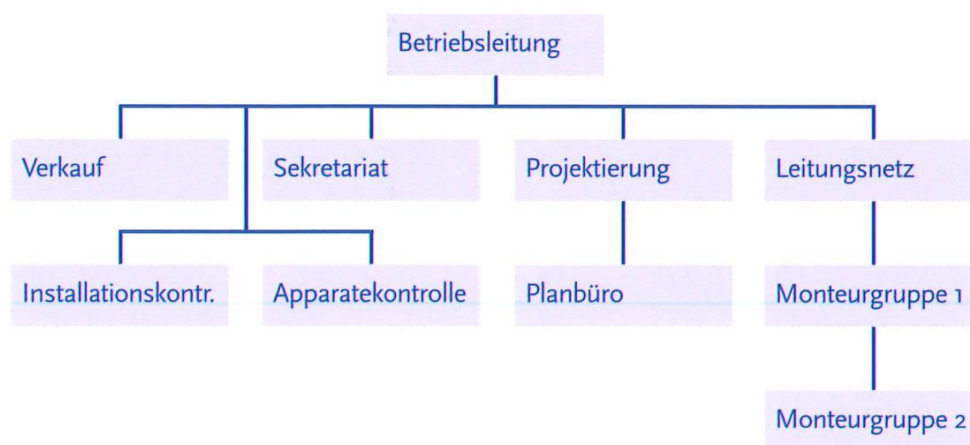 Betriebsleitung
Verkauf
Sekretariat
Projektierung
Leitungsnetz
Installationskontr.
Apparatekontrolle
Planbüro
Monteurgruppe 1
Monteurgruppe 2